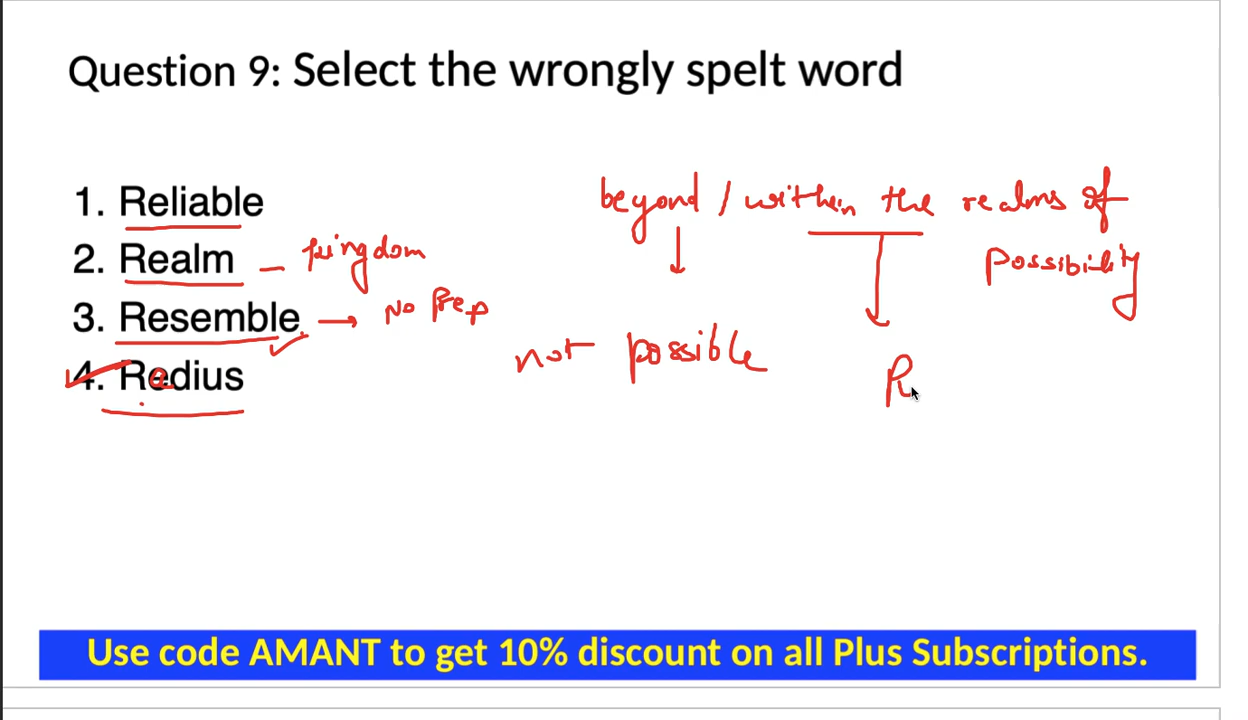 Question 9: Select the wrongly spelt word
1. Reliable
2. Realm – kingdom
3. Resemble → No Prep
4. Redius
a
beyond / within the realms of
possibility
not possible
P
Use code AMANT to get 10% discount on all Plus Subscriptions.